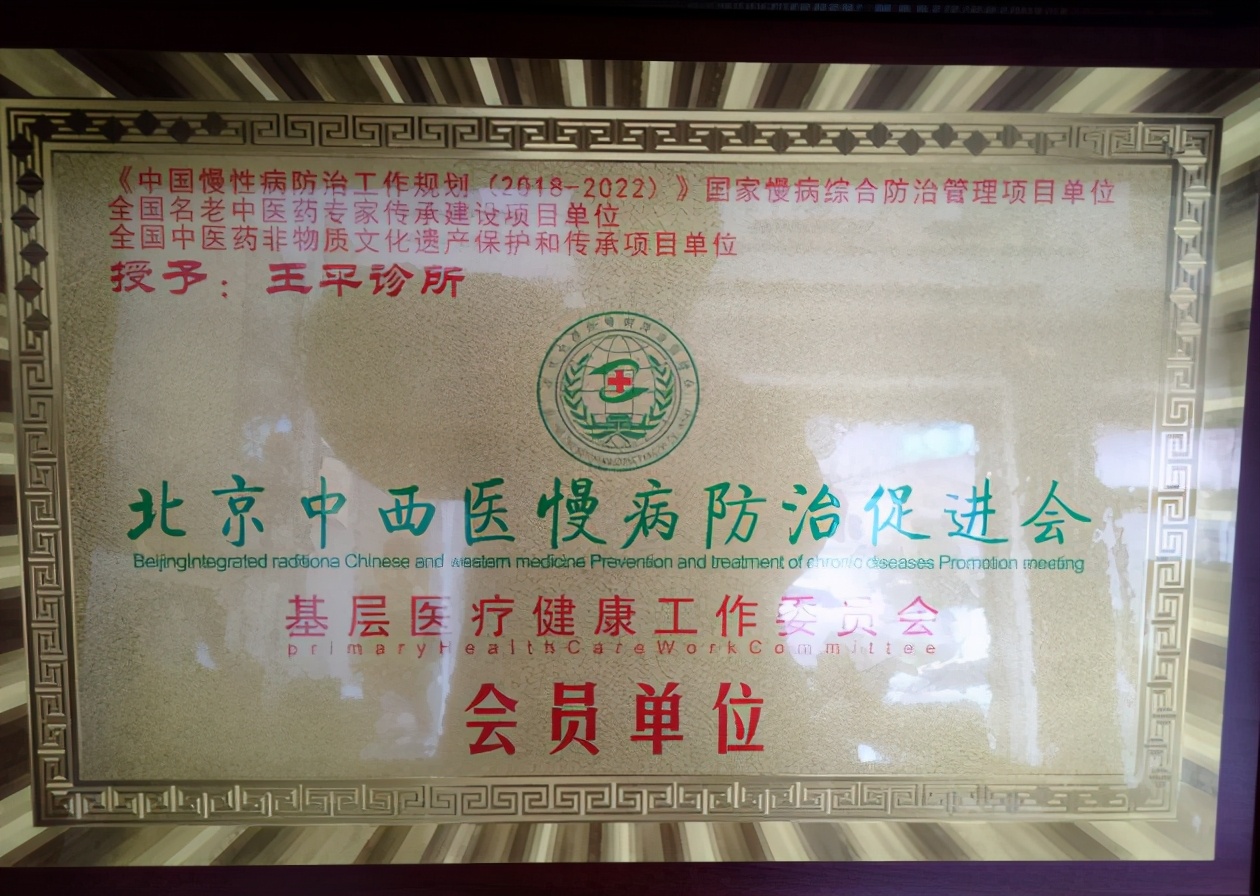 《中国慢性病防治工作规划（2018-2022）》国家慢病综合防治管理项目单位
全国名老中医药专家传承建设项目单位
全国中医药非物质文化遗产保护和传承项目单位
授予：王平诊所
北京中西医慢病防治促进会
BeijingIntegrated raditiona Chinese and western medicine Prevention and treatment of chronic diseases Promotion meeting
基层医疗健康工作委员会
primaryHealthCareWorkCommittee
会员单位